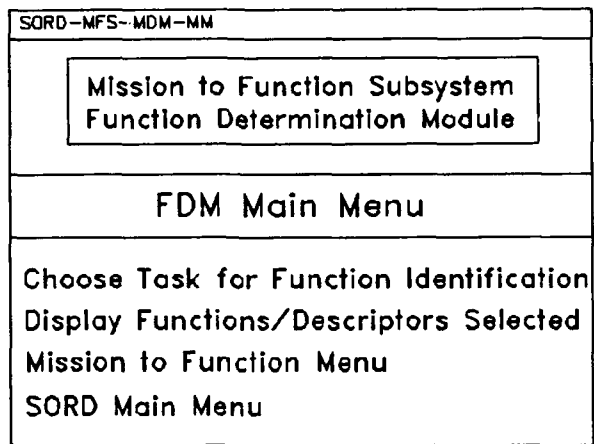 SORD-MFS-MDM-MM
Mission to Function Subsystem
Function Determination Module
FDM Main Menu
Choose Task for Function Identification
Display Functions/Descriptors Selected
Mission to Function Menu
SORD Main Menu